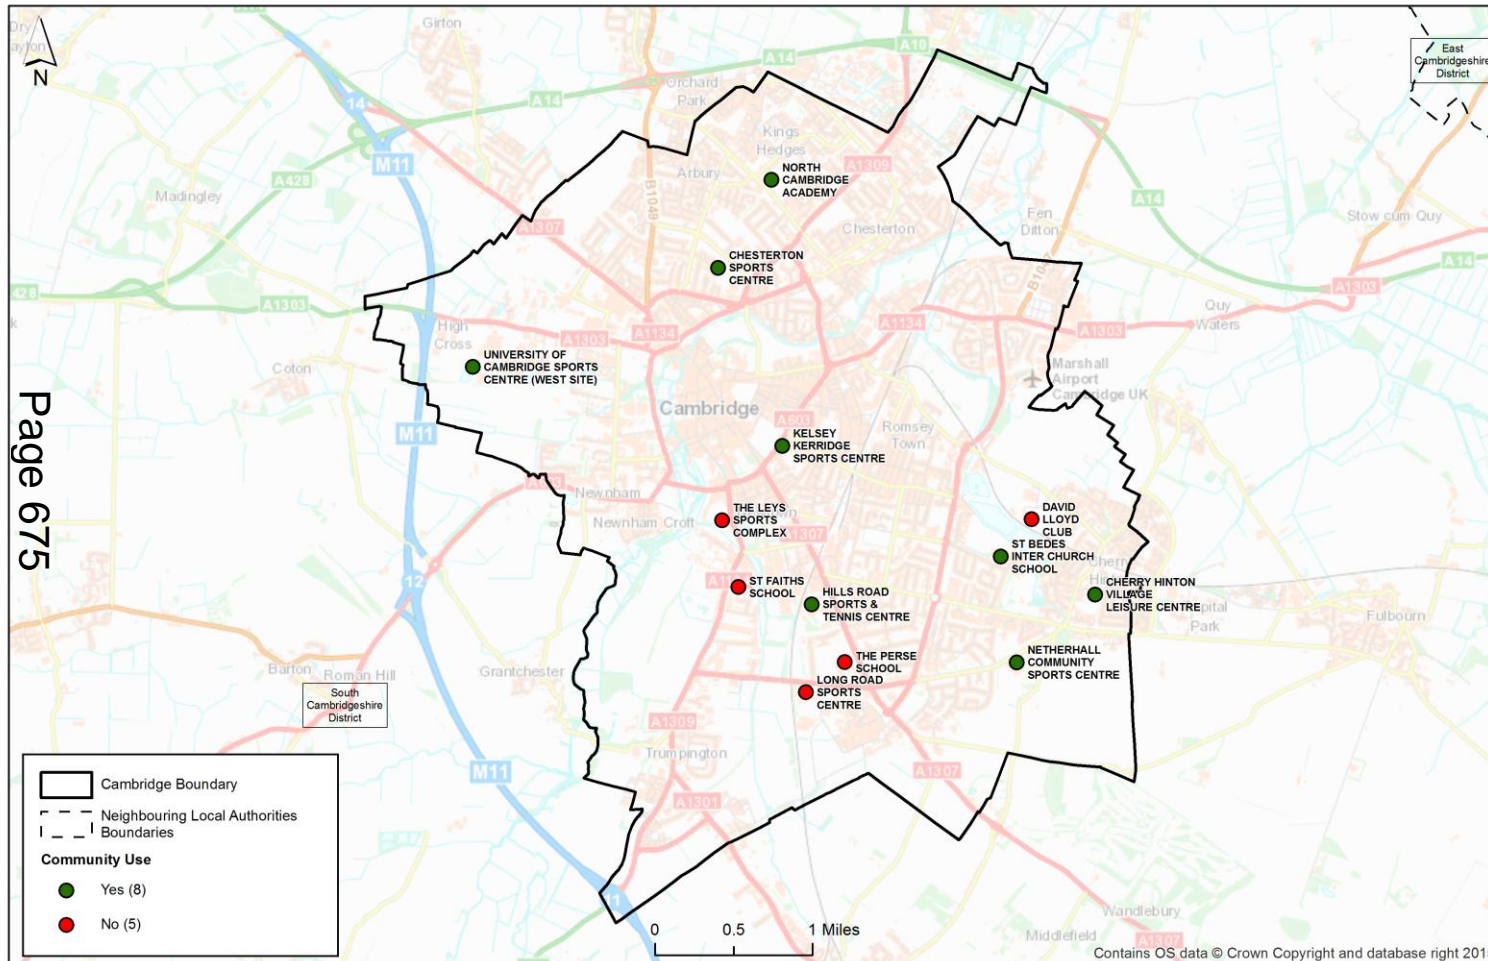 Dry
Girton
A14
A10
East
Cambridgeshire
District
N
Orchard
Park
14
A14
A14
Kings
Hedges
M11
A1309
Arbury
B1049
NORTH
CAMBRIDGE
ACADEMY
A428
Madingley
A14
Fen
Ditton
Stow cum Quy
A1307
Chesterton
CHESTERTON
SPORTS
CENTRE
A14
A1303
A1303
Quy
Waters
High
Cross
A1303
A1134
A1134
A1303
UNIVERSITY OF
CAMBRIDGE SPORTS
CENTRE (WEST SITE)
Coton
Marshall
Airport
Cambridge UK
Page 675
Cambridge
A603
Romsey
Town
M11
KELSEY
KERRIDGE
SPORTS CENTRE
Newnham
Newnham Croft
THE LEYS
SPORTS
COMPLEX
A1307
DAVID
LLOYD
CLUB
ST BEDES
INTER CHURCH
SCHOOL
12
ST FAITHS
SCHOOL
HILLS ROAD
SPORTS &
TENNIS CENTRE
CHERRY HINTON
VILLAGE
LEISURE CENTRE
Park
Fulbourn
Barton
Roman Hill
Grantchester
THE PERSE
SCHOOL
NETHERHALL
COMMUNITY
SPORTS CENTRE
LONG ROAD
SPORTS
CENTRE
South
Cambridgeshire
District
A1309
Trumpington
M11
A1307
A1301
Cambridge Boundary
Neighbouring Local Authorities
Boundaries
Community Use
Yes (8)
No (5)
11
0 0.5 1 Miles
Wandlebury
Middlefield
A1307
Contains OS data © Crown Copyright and database right